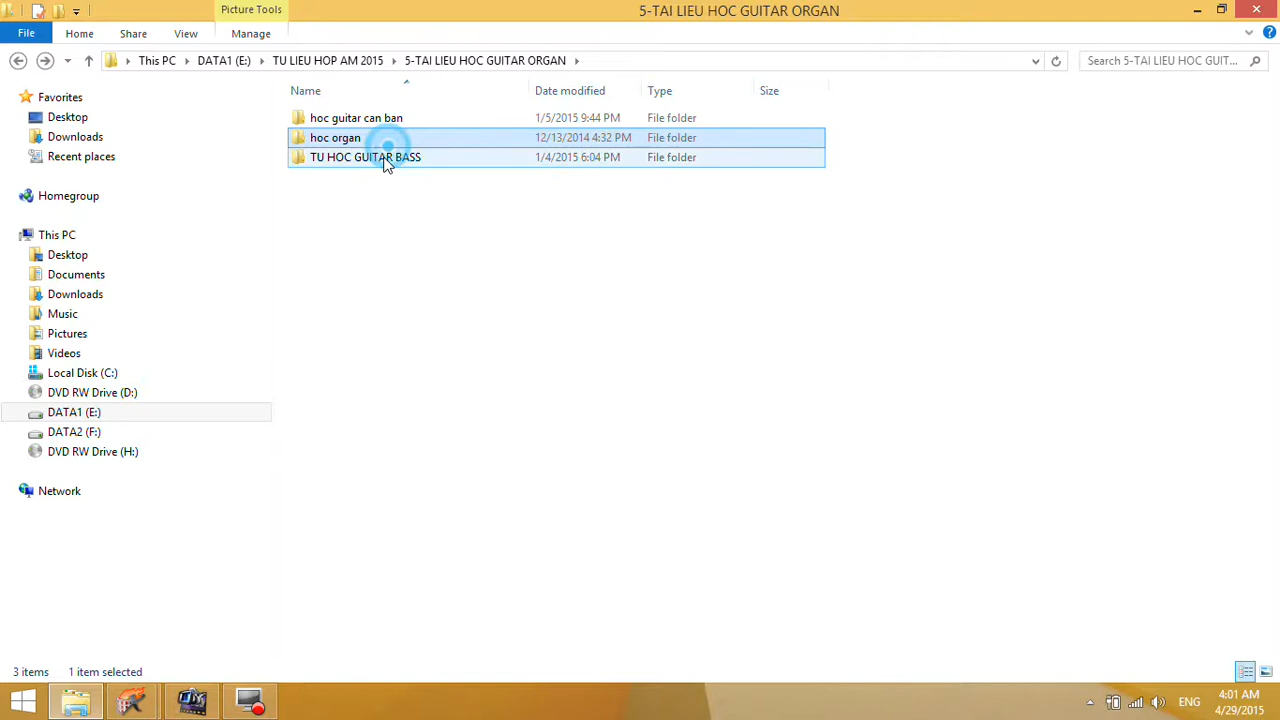 Picture Tools
5-TAI LIEU HOC GUITAR ORGAN
File Home Share View Manage
This PC DATA1 (E:) TU LIEU HOP AM 2015 5-TAI LIEU HOC GUITAR ORGAN
Search 5-TAI LIEU HOC GUIT...
Name Date modified Type Size
hoc guitar can ban 1/5/2015 9:44 PM File folder
hoc organ 12/13/2014 4:32 PM File folder
TU HOC GUITAR BASS 1/4/2015 6:04 PM File folder
Favorites
Desktop
Downloads
Recent places
Homegroup
This PC
Desktop
Documents
Downloads
Music
Pictures
Videos
Local Disk (C:)
DVD RW Drive (D:)
DATA1 (E:)
DATA2 (F:)
DVD RW Drive (H:)
Network
3 items 1 item selected
ENG
4:01 AM
4/29/2015